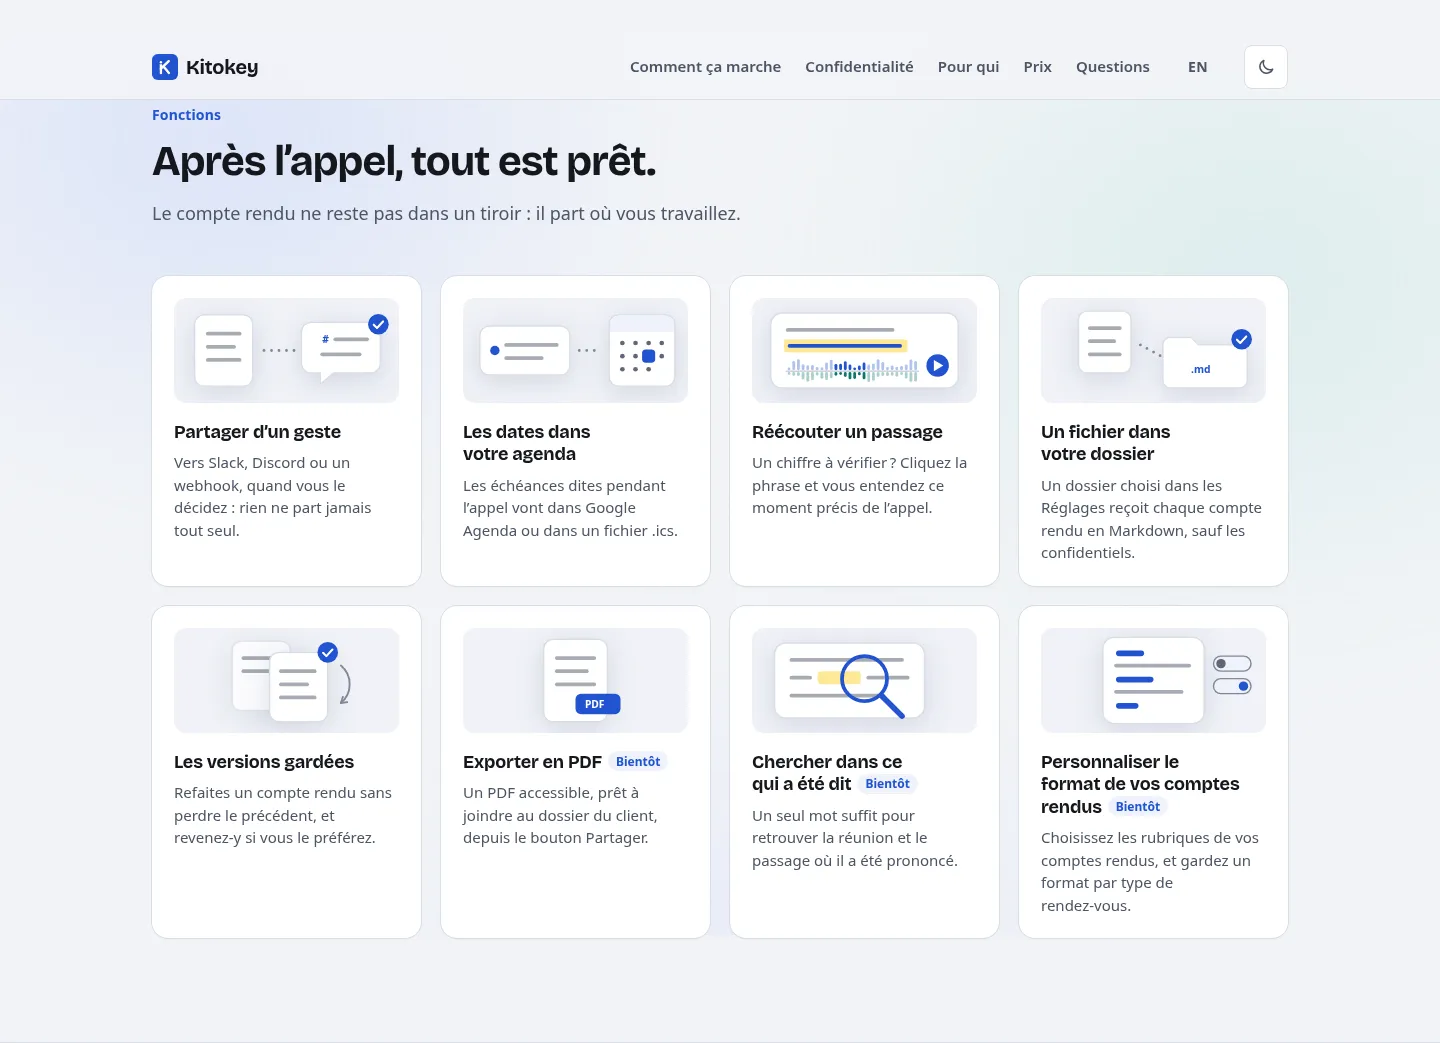 Kitokey
Comment ça marche
Confidentialité
Pour qui
Prix
Questions
EN
Fonctions
Après l’appel, tout est prêt.
Le compte rendu ne reste pas dans un tiroir : il part où vous travaillez.
#
Partager d’un geste
Vers Slack, Discord ou un
webhook, quand vous le
décidez : rien ne part jamais
tout seul.
Les dates dans
votre agenda
Les échéances dites pendant
l’appel vont dans Google
Agenda ou dans un fichier .ics.
Réécouter un passage
Un chiffre à vérifier ? Cliquez la
phrase et vous entendez ce
moment précis de l’appel.
.md
Un fichier dans
votre dossier
Un dossier choisi dans les
Réglages reçoit chaque compte
rendu en Markdown, sauf les
confidentiels.
Les versions gardées
Refaites un compte rendu sans
perdre le précédent, et
revenez-y si vous le préférez.
PDF
Exporter en PDF Bientôt
Un PDF accessible, prêt à
joindre au dossier du client,
depuis le bouton Partager.
Chercher dans ce
qui a été dit Bientôt
Un seul mot suffit pour
retrouver la réunion et le
passage où il a été prononcé.
Personnaliser le
format de vos comptes
rendus Bientôt
Choisissez les rubriques de vos
comptes rendus, et gardez un
format par type de
rendez-vous.